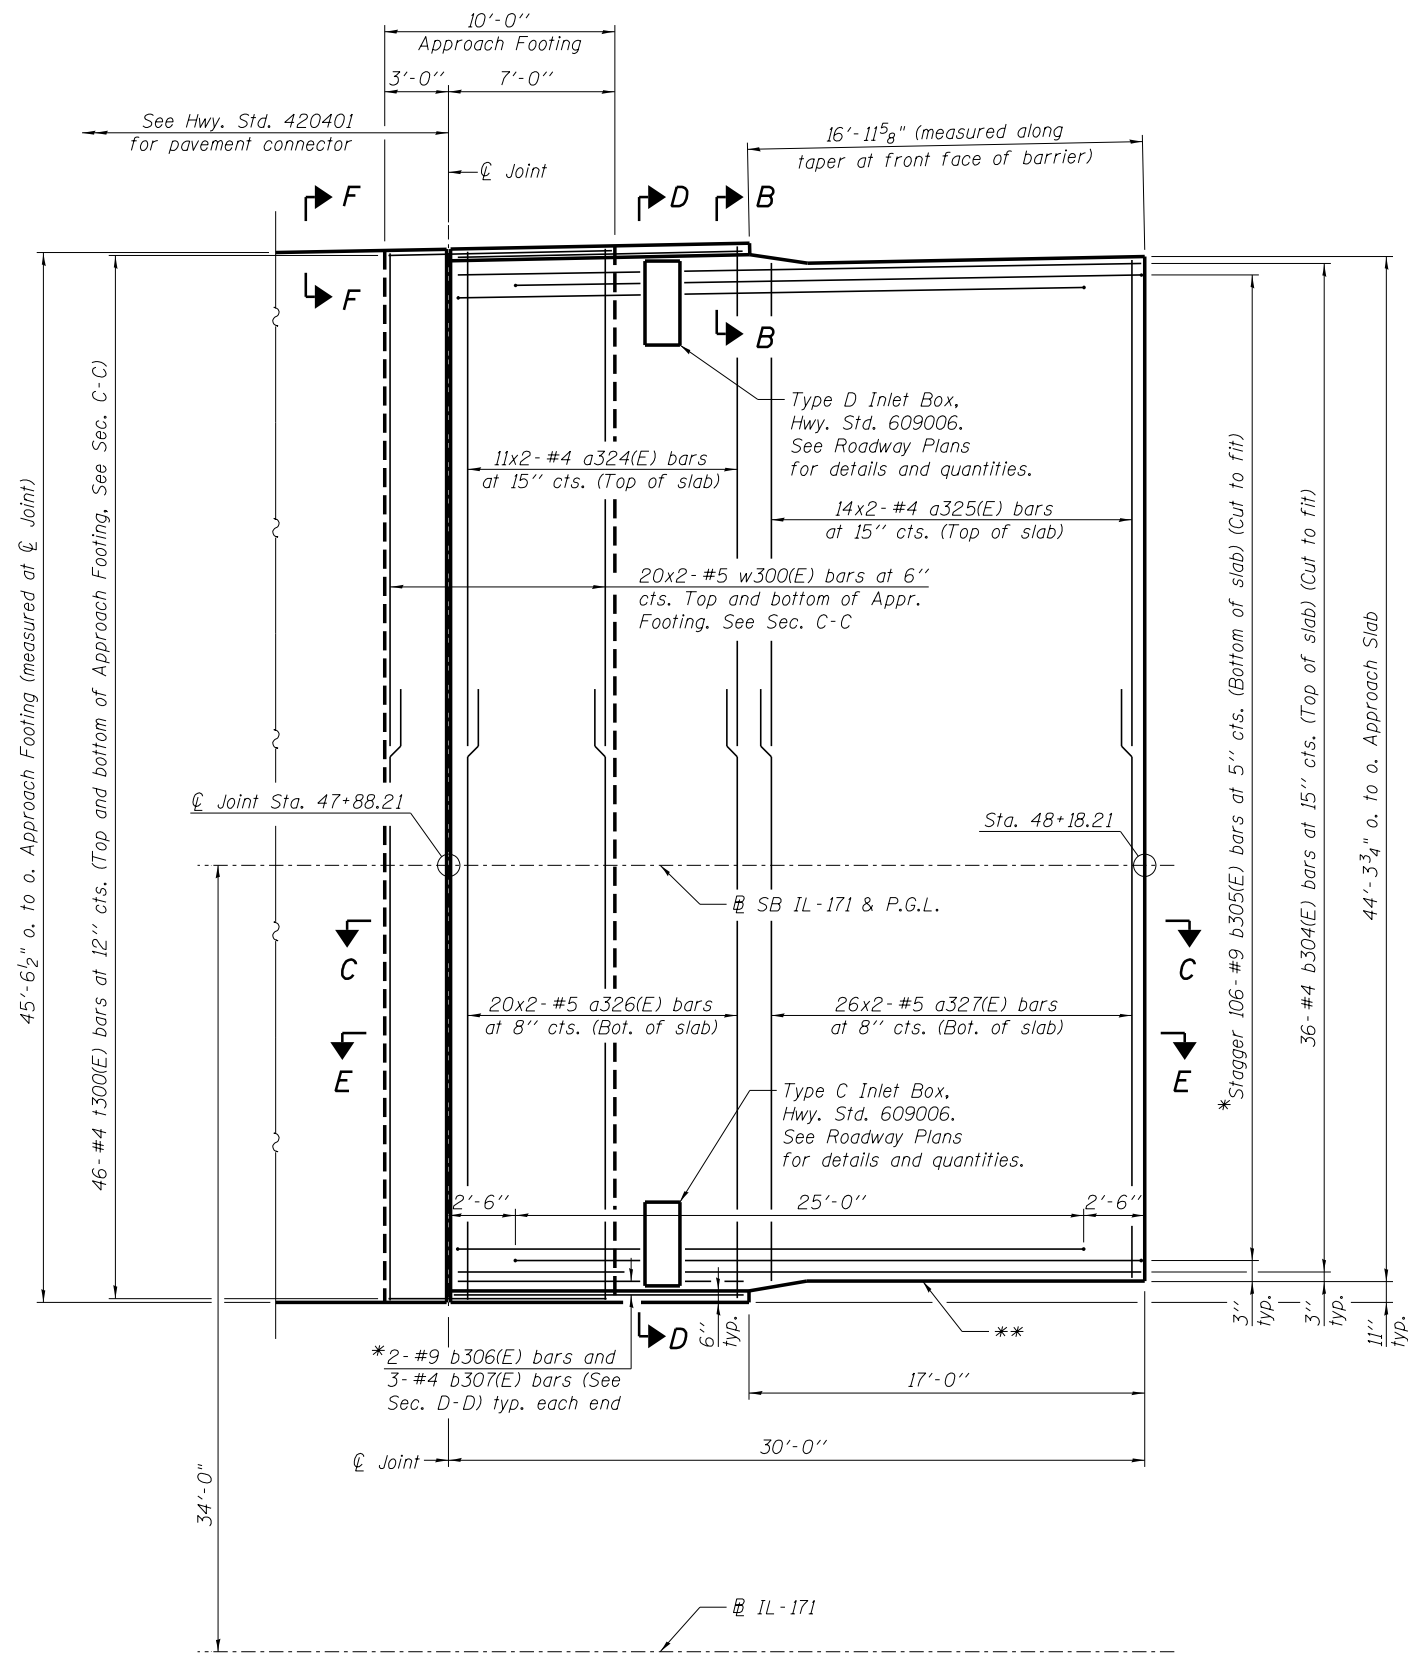 10'-0"
Approach Footing
3'-0"
7'-0"
See Hwy. Std. 420401
for pavement connector
℄ Joint
16'-11 5/8" (measured along
taper at front face of barrier)
F
D
B
F
B
Type D Inlet Box,
Hwy. Std. 609006.
See Roadway Plans
for details and quantities.
11x2-#4 a324(E) bars
at 15" cts. (Top of slab)
14x2-#4 a325(E) bars
at 15" cts. (Top of slab)
20x2-#5 w300(E) bars at 6"
cts. Top and bottom of Appr.
Footing. See Sec. C-C
45'-6 1/2" o. to o. Approach Footing (measured at ℄ Joint)
46-#4 t300(E) bars at 12" cts. (Top and bottom of Approach Footing, See Sec. C-C)
*Stagger 106-#9 b305(E) bars at 5" cts. (Bottom of slab) (Cut to fit)
36-#4 b304(E) bars at 15" cts. (Top of slab) (Cut to fit)
44'-3 3/4" o. to o. Approach Slab
℄ Joint Sta. 47+88.21
Sta. 48+18.21
℄ SB IL-171 & P.G.L.
C
C
20x2-#5 a326(E) bars
at 8" cts. (Bot. of slab)
26x2-#5 a327(E) bars
at 8" cts. (Bot. of slab)
E
E
Type C Inlet Box,
Hwy. Std. 609006.
See Roadway Plans
for details and quantities.
2'-6"
25'-0"
2'-6"
6"
typ.
3"
typ.
3"
typ.
11"
typ.
D
**
*2-#9 b306(E) bars and
3-#4 b307(E) bars (See
Sec. D-D) typ. each end
17'-0"
℄ Joint
30'-0"
34'-0"
℄ IL-171